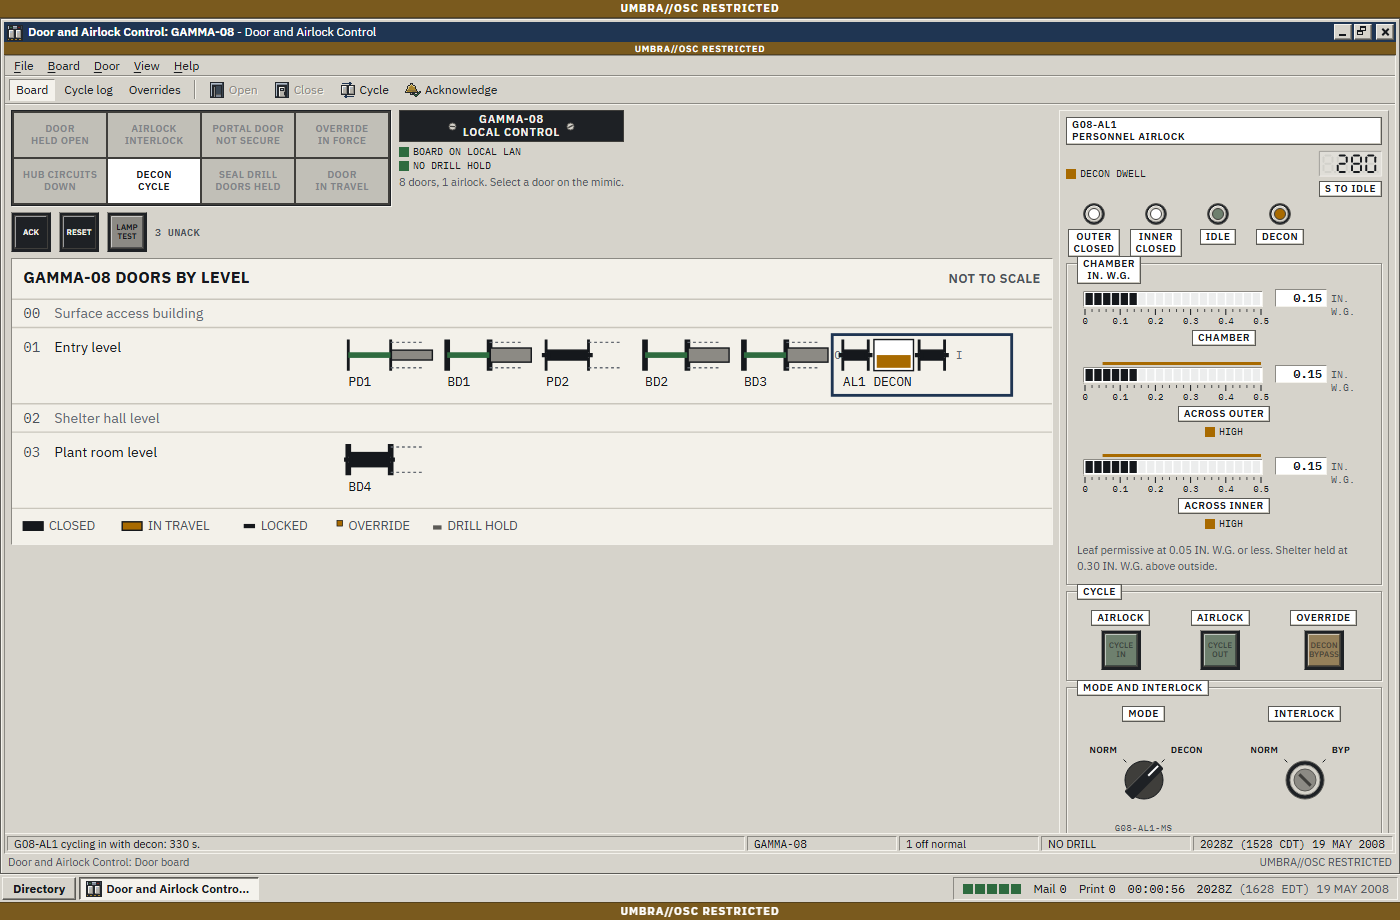 UMBRA//OSC RESTRICTED
Door and Airlock Control: GAMMA-08 - Door and Airlock Control
UMBRA//OSC RESTRICTED
File Board Door View Help
Board Cycle log Overrides Open Close Cycle Acknowledge
DOOR
HELD OPEN
AIRLOCK
INTERLOCK
PORTAL DOOR
NOT SECURE
OVERRIDE
IN FORCE
HUB CIRCUITS
DOWN
DECON
CYCLE
SEAL DRILL
DOORS HELD
DOOR
IN TRAVEL
GAMMA-08
LOCAL CONTROL
BOARD ON LOCAL LAN
NO DRILL HOLD
8 doors, 1 airlock. Select a door on the mimic.
ACK
RESET
LAMP
TEST
3 UNACK
GAMMA-08 DOORS BY LEVEL
NOT TO SCALE
00 Surface access building
01 Entry level
PD1 BD1 PD2 BD2 BD3 O AL1 DECON I
02 Shelter hall level
03 Plant room level
BD4
CLOSED IN TRAVEL LOCKED OVERRIDE DRILL HOLD
G08-AL1
PERSONNEL AIRLOCK
DECON DWELL
280
S TO IDLE
OUTER
CLOSED
INNER
CLOSED
IDLE
DECON
CHAMBER
IN. W.G.
0.15 IN.
W.G.
0 0.1 0.2 0.3 0.4 0.5
CHAMBER
0.15 IN.
W.G.
0 0.1 0.2 0.3 0.4 0.5
ACROSS OUTER
HIGH
0.15 IN.
W.G.
0 0.1 0.2 0.3 0.4 0.5
ACROSS INNER
HIGH
Leaf permissive at 0.05 IN. W.G. or less. Shelter held at
0.30 IN. W.G. above outside.
CYCLE
AIRLOCK AIRLOCK OVERRIDE
CYCLE
IN
CYCLE
OUT
DECON
BYPASS
MODE AND INTERLOCK
MODE INTERLOCK
NORM DECON NORM BYP
G08-AL1-MS
G08-AL1 cycling in with decon: 330 s. GAMMA-08 1 off normal NO DRILL 2028Z (1528 CDT) 19 MAY 2008
Door and Airlock Control: Door board UMBRA//OSC RESTRICTED
Directory Door and Airlock Contro... Mail 0 Print 0 00:00:56 2028Z (1628 EDT) 19 MAY 2008
UMBRA//OSC RESTRICTED